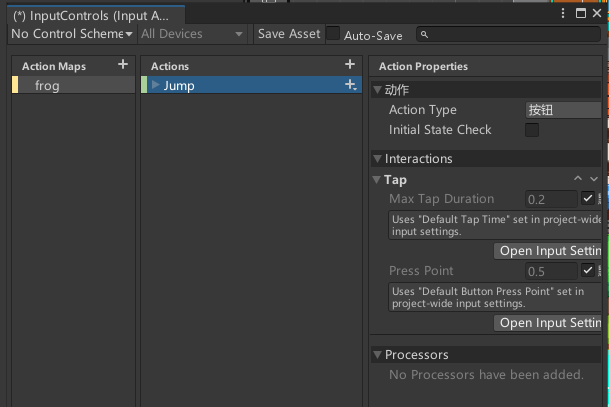 (*) InputControls (Input A...
No Control Scheme
All Devices
Save Asset
Auto-Save
Action Maps +
Actions +
Action Properties
frog
Jump +
动作
Action Type 按钮
Initial State Check
Interactions
Tap
Max Tap Duration 0.2
Uses "Default Tap Time" set in project-wide
input settings.
Open Input Settin
Press Point 0.5
Uses "Default Button Press Point" set in
project-wide input settings.
Open Input Settin
Processors
No Processors have been added.